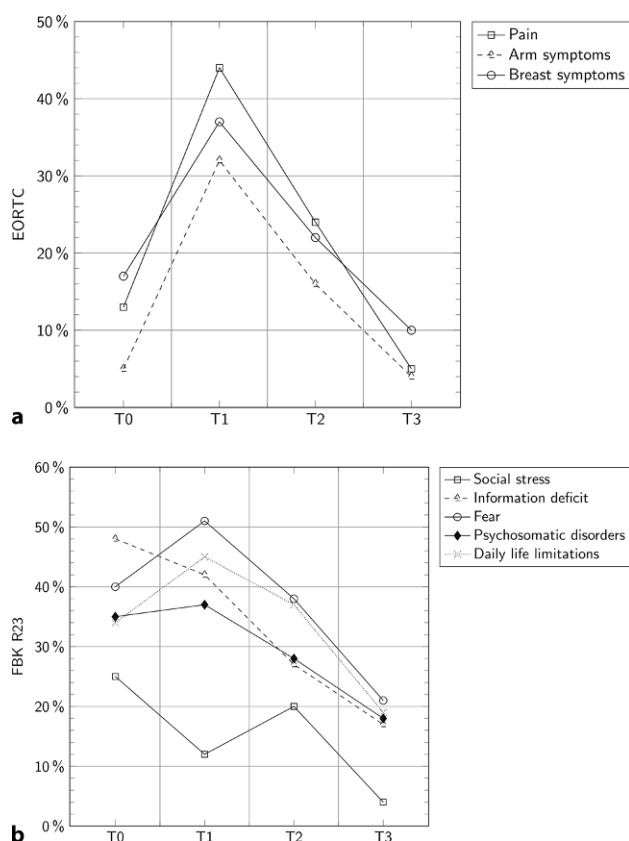 50 %
40 %
30 %
20 %
10 %
0 %
EORTC
T0 T1 T2 T3
Pain
Arm symptoms
Breast symptoms
a
60 %
50 %
40 %
30 %
20 %
10 %
0 %
FBK R23
T0 T1 T2 T3
Social stress
Information deficit
Fear
Psychosomatic disorders
Daily life limitations
b